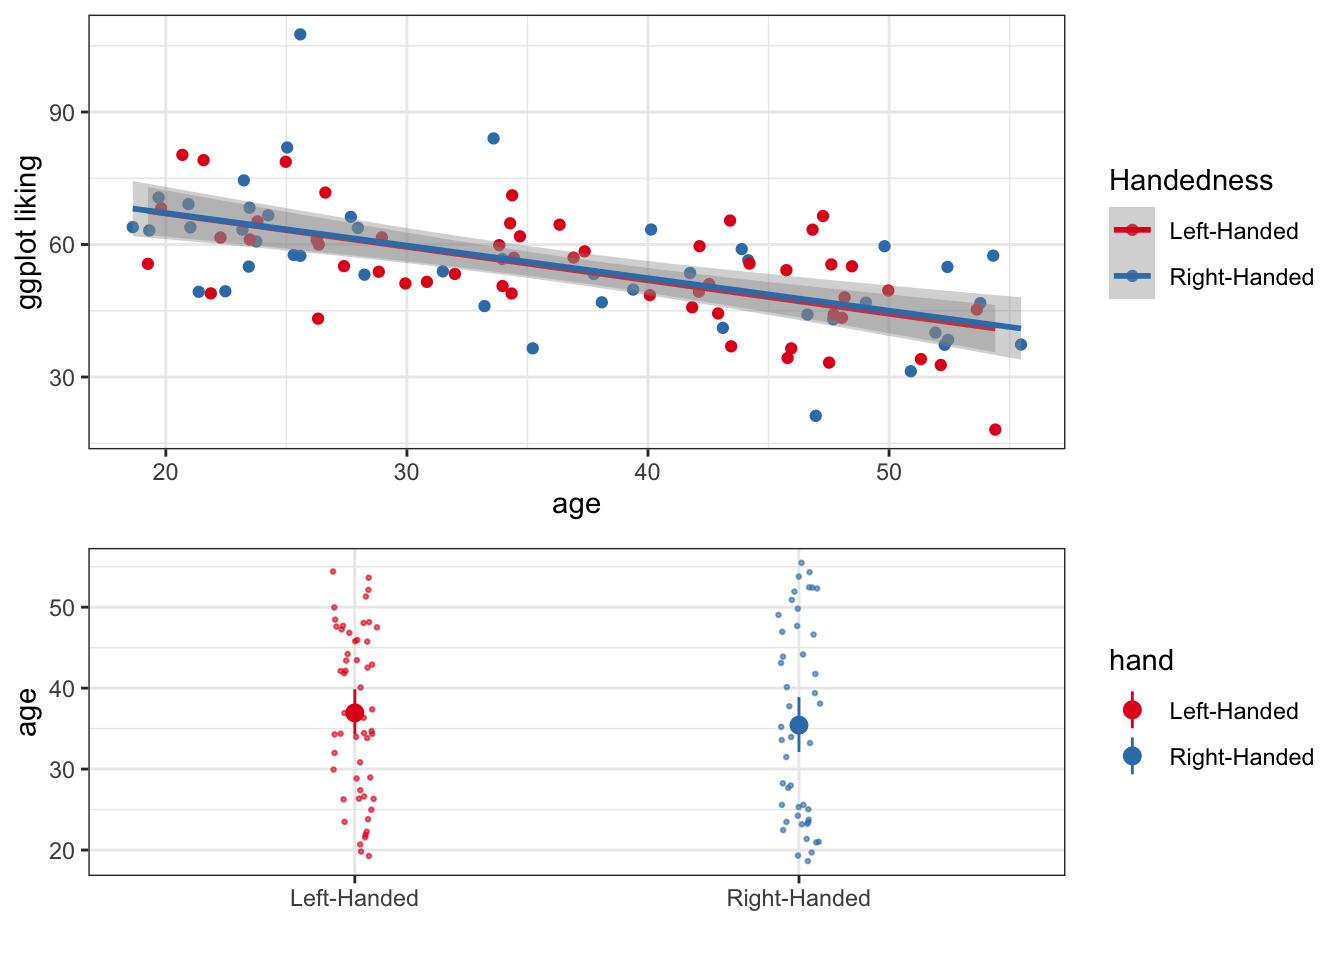 ggplot liking
90
60
30
20 30 40 50
age
Handedness
Left-Handed
Right-Handed
age
50
40
30
20
Left-Handed Right-Handed
hand
Left-Handed
Right-Handed